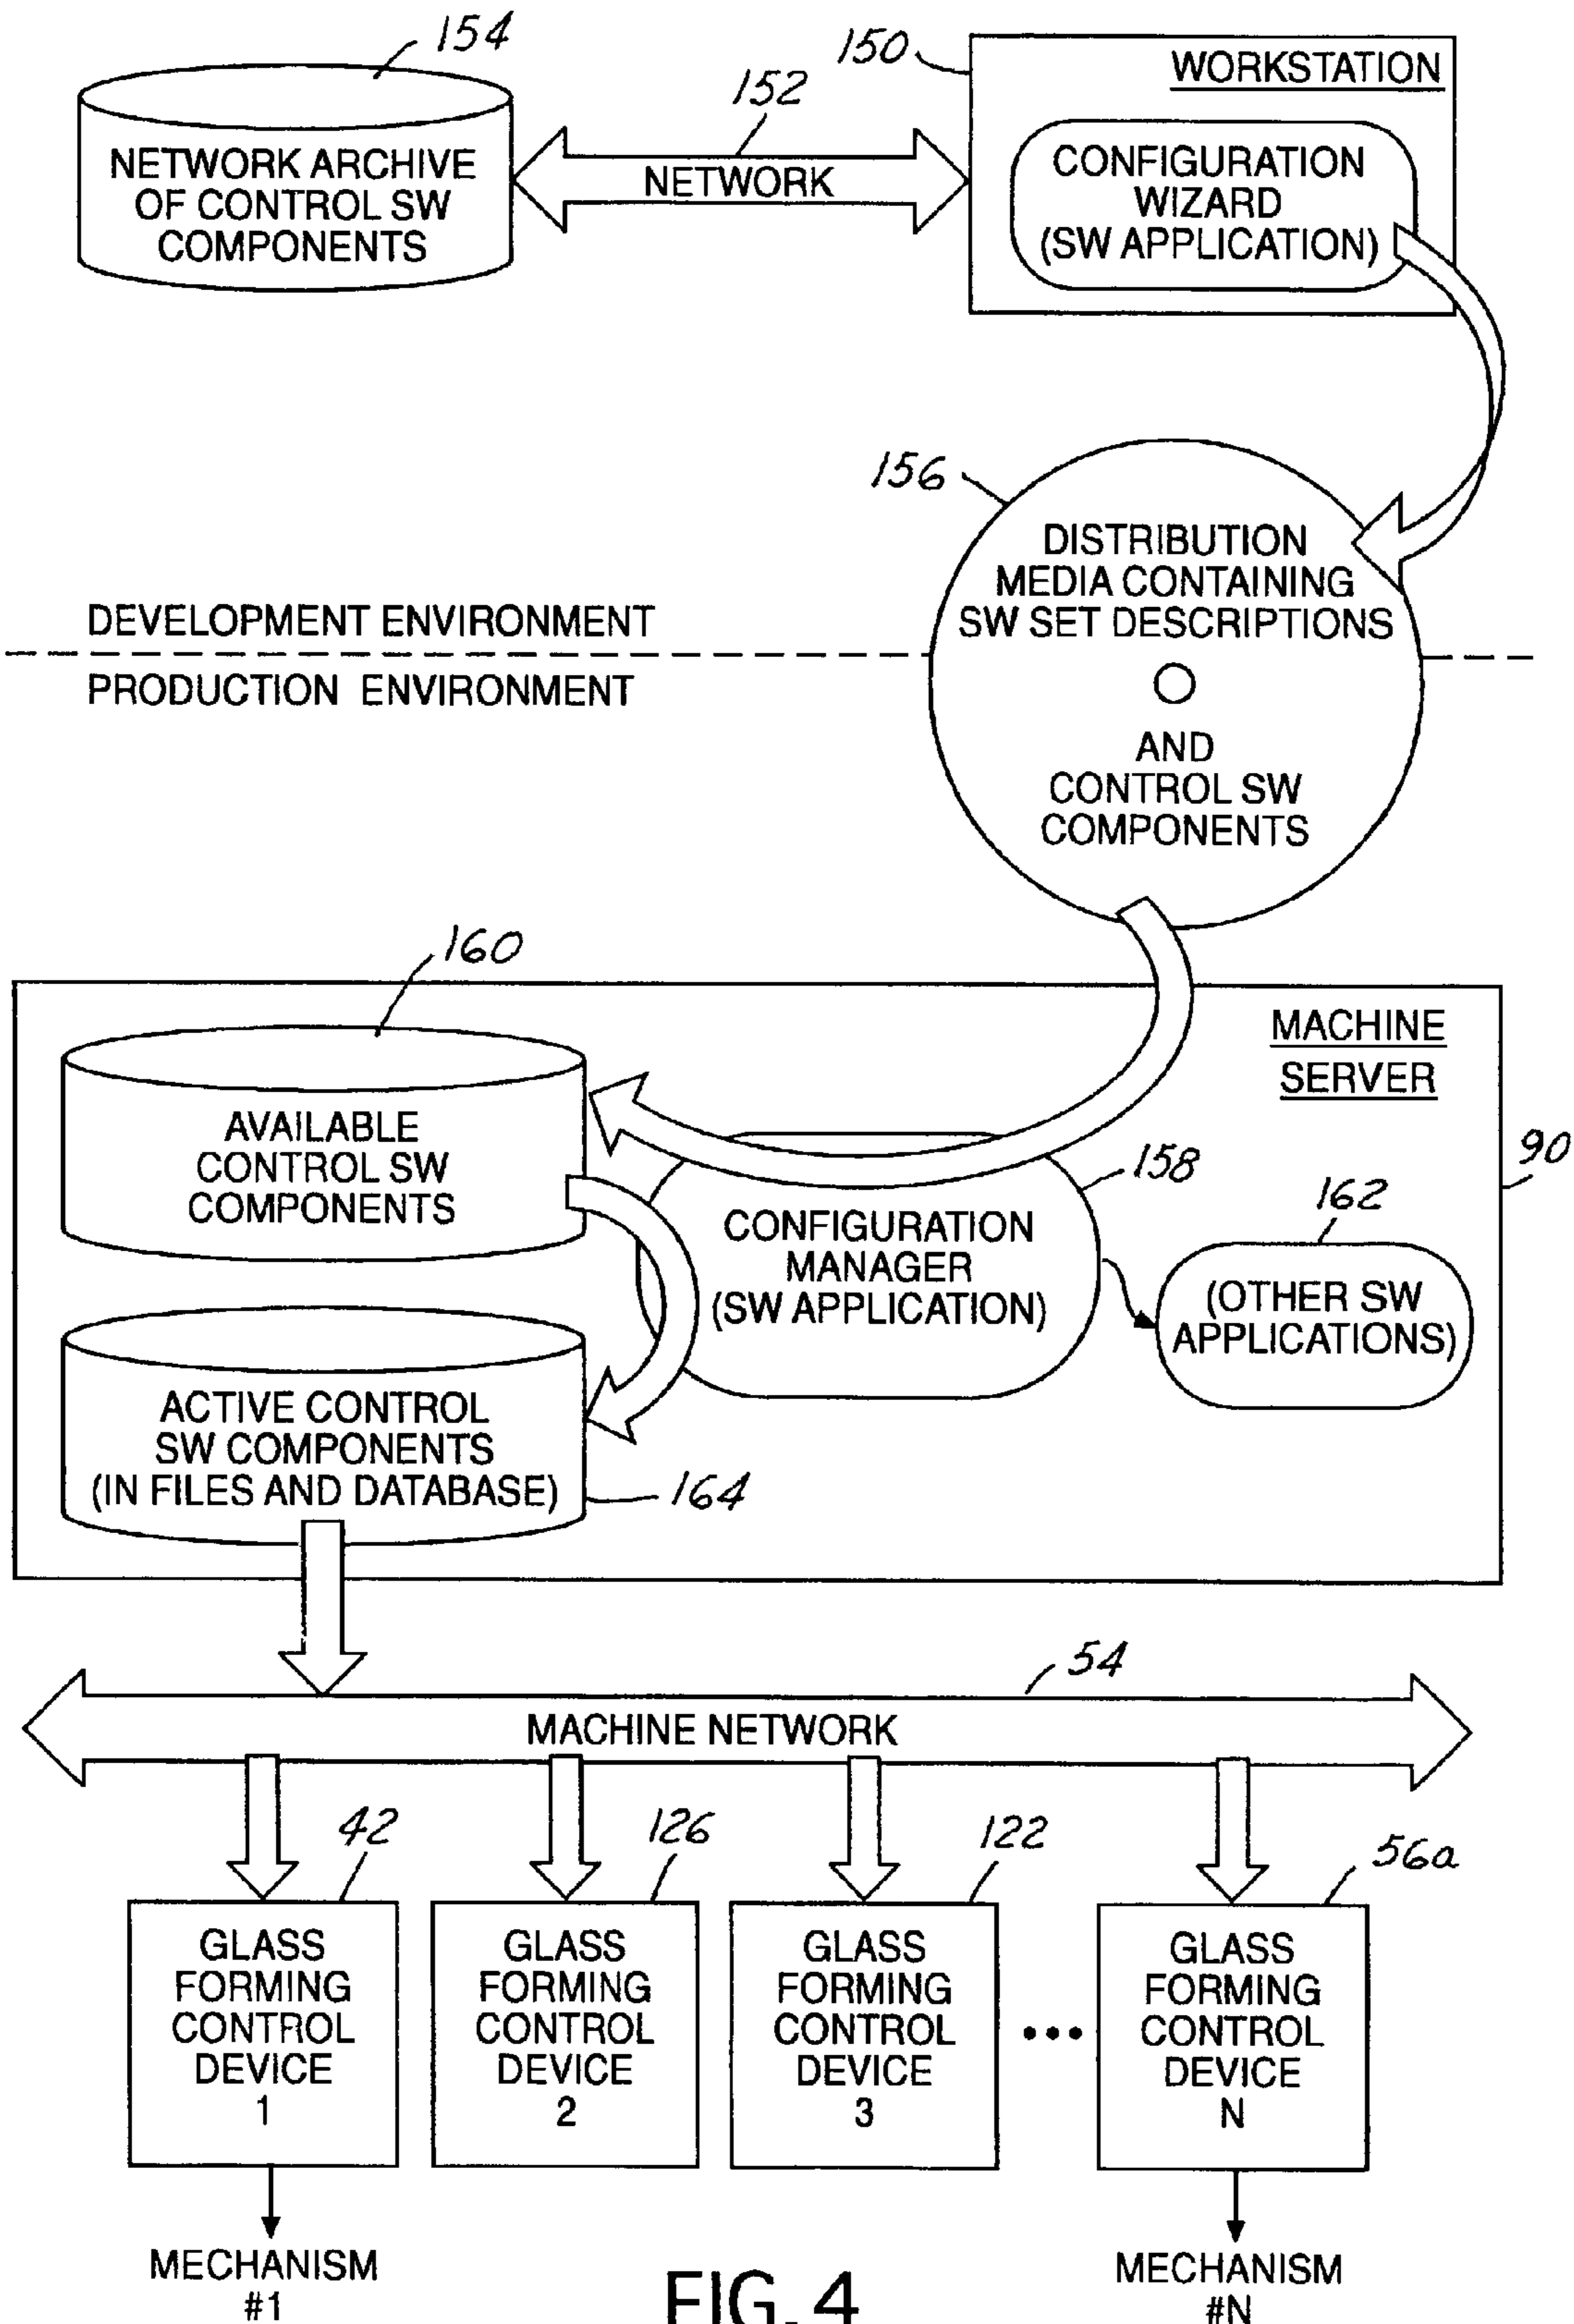 154
150
WORKSTATION
152
NETWORK ARCHIVE
OF CONTROL SW
COMPONENTS
NETWORK
CONFIGURATION
WIZARD
(SW APPLICATION)
156
DISTRIBUTION
MEDIA CONTAINING
SW SET DESCRIPTIONS
AND
CONTROL SW
COMPONENTS
DEVELOPMENT ENVIRONMENT
PRODUCTION ENVIRONMENT
160
MACHINE
SERVER
90
AVAILABLE
CONTROL SW
COMPONENTS
158
CONFIGURATION
MANAGER
(SW APPLICATION)
162
(OTHER SW
APPLICATIONS)
ACTIVE CONTROL
SW COMPONENTS
(IN FILES AND DATABASE)
164
54
MACHINE NETWORK
42
126
122
56a
GLASS
FORMING
CONTROL
DEVICE
1
GLASS
FORMING
CONTROL
DEVICE
2
GLASS
FORMING
CONTROL
DEVICE
3
•••
GLASS
FORMING
CONTROL
DEVICE
N
MECHANISM
#1
MECHANISM
#N
FIG. 4